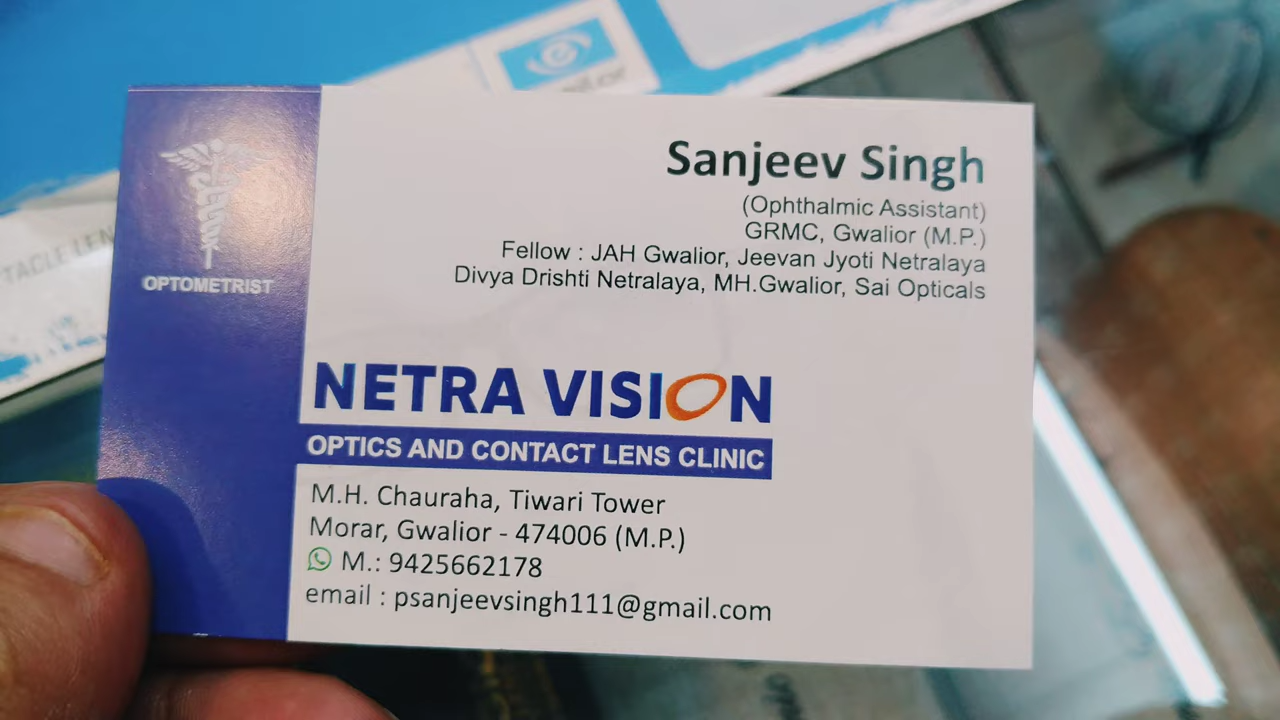 OPTOMETRIST
Sanjeev Singh
(Ophthalmic Assistant)
GRMC, Gwalior (M.P.)
Fellow : JAH Gwalior, Jeevan Jyoti Netralaya
Divya Drishti Netralaya, MH.Gwalior, Sai Opticals
NETRA VISION
OPTICS AND CONTACT LENS CLINIC
M.H. Chauraha, Tiwari Tower
Morar, Gwalior - 474006 (M.P.)
M.: 9425662178
email : psanjeevsingh111@gmail.com